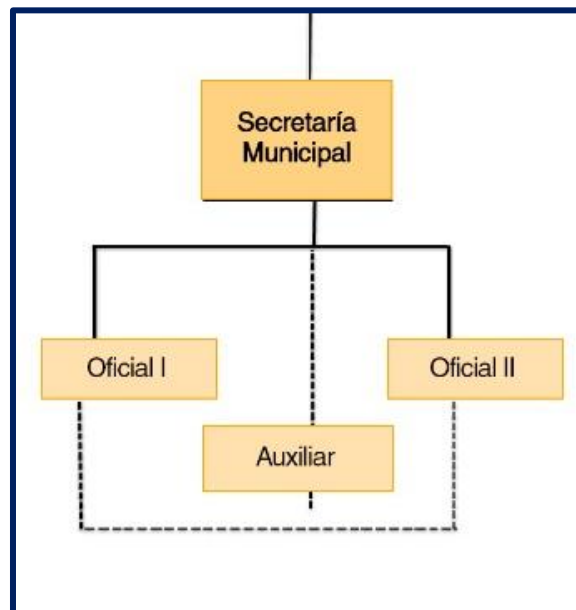 Secretaría
Municipal
Oficial I
Oficial II
Auxiliar